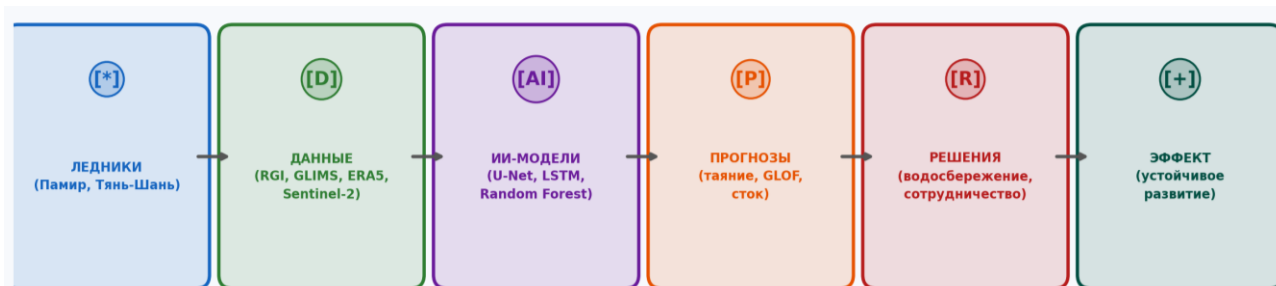 [*]
ЛЕДНИКИ
(Памир, Тянь-Шань)
[D]
ДАННЫЕ
(RGI, GLIMS, ERA5,
Sentinel-2)
[AI]
ИИ-МОДЕЛИ
(U-Net, LSTM,
Random Forest)
[P]
ПРОГНОЗЫ
(таяние, GLOF,
сток)
[R]
РЕШЕНИЯ
(водосбережение,
сотрудничество)
[+]
ЭФФЕКТ
(устойчивое
развитие)